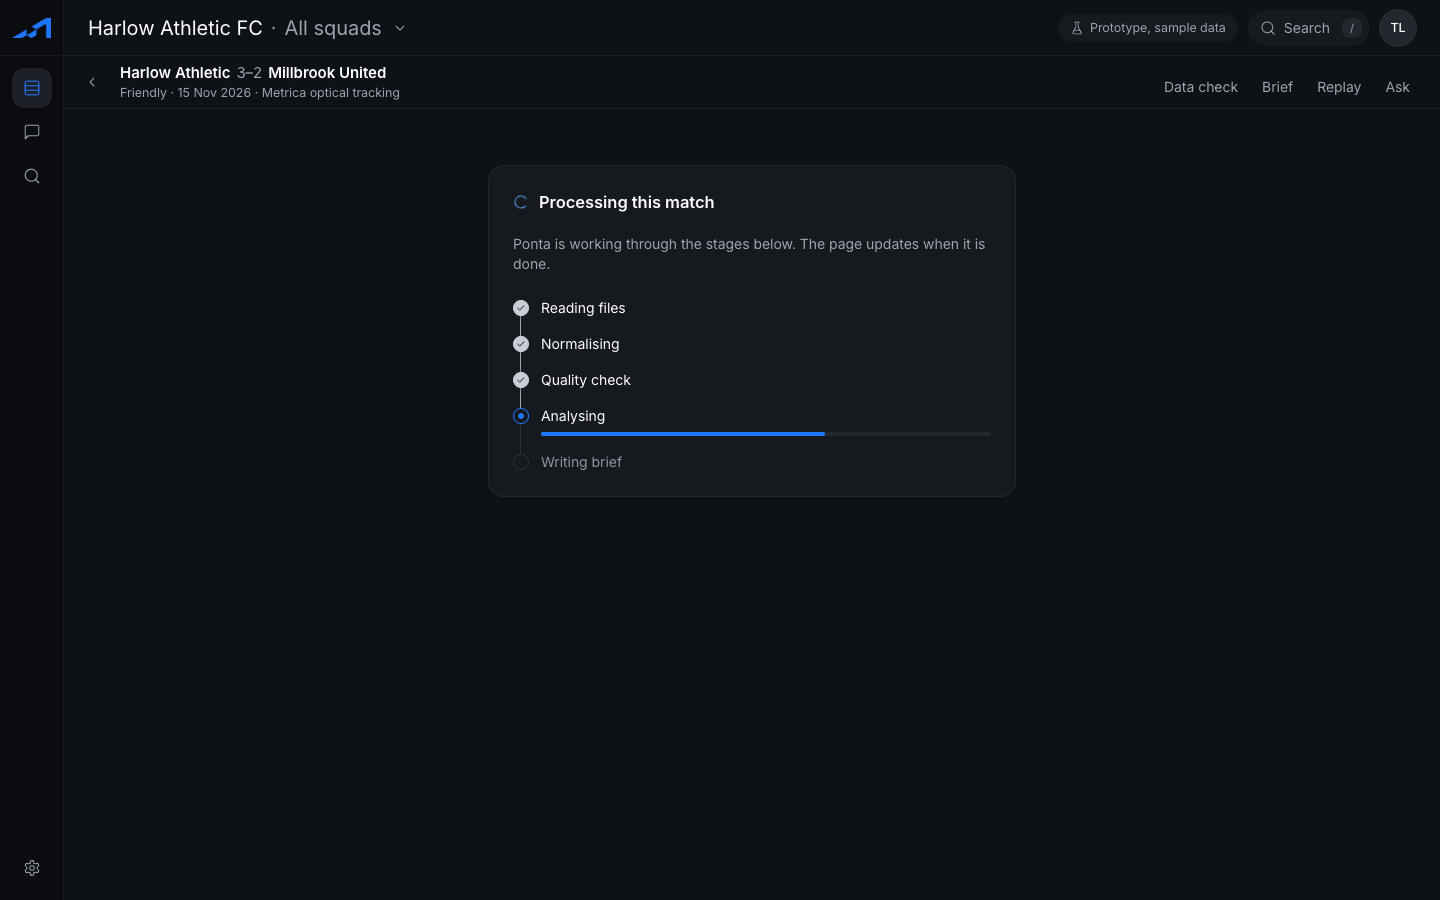 Harlow Athletic FC · All squads
Prototype, sample data
Search /
TL
Harlow Athletic 3–2 Millbrook United
Friendly · 15 Nov 2026 · Metrica optical tracking
Data check
Brief
Replay
Ask
Processing this match
Ponta is working through the stages below. The page updates when it is
done.
Reading files
Normalising
Quality check
Analysing
Writing brief